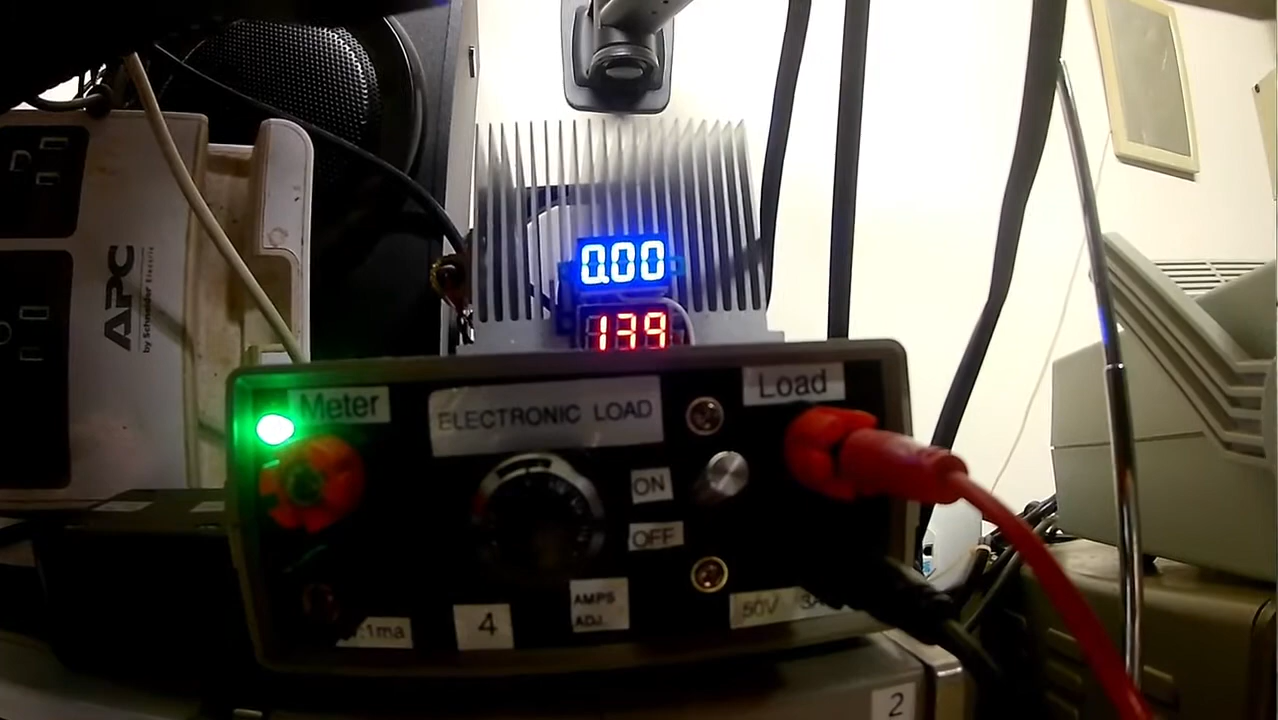 APC
by Schneider Electric
0.00
139
Meter
ELECTRONIC LOAD
Load
ON
OFF
AMPS
ADJ.
4
:1ma
50V
2